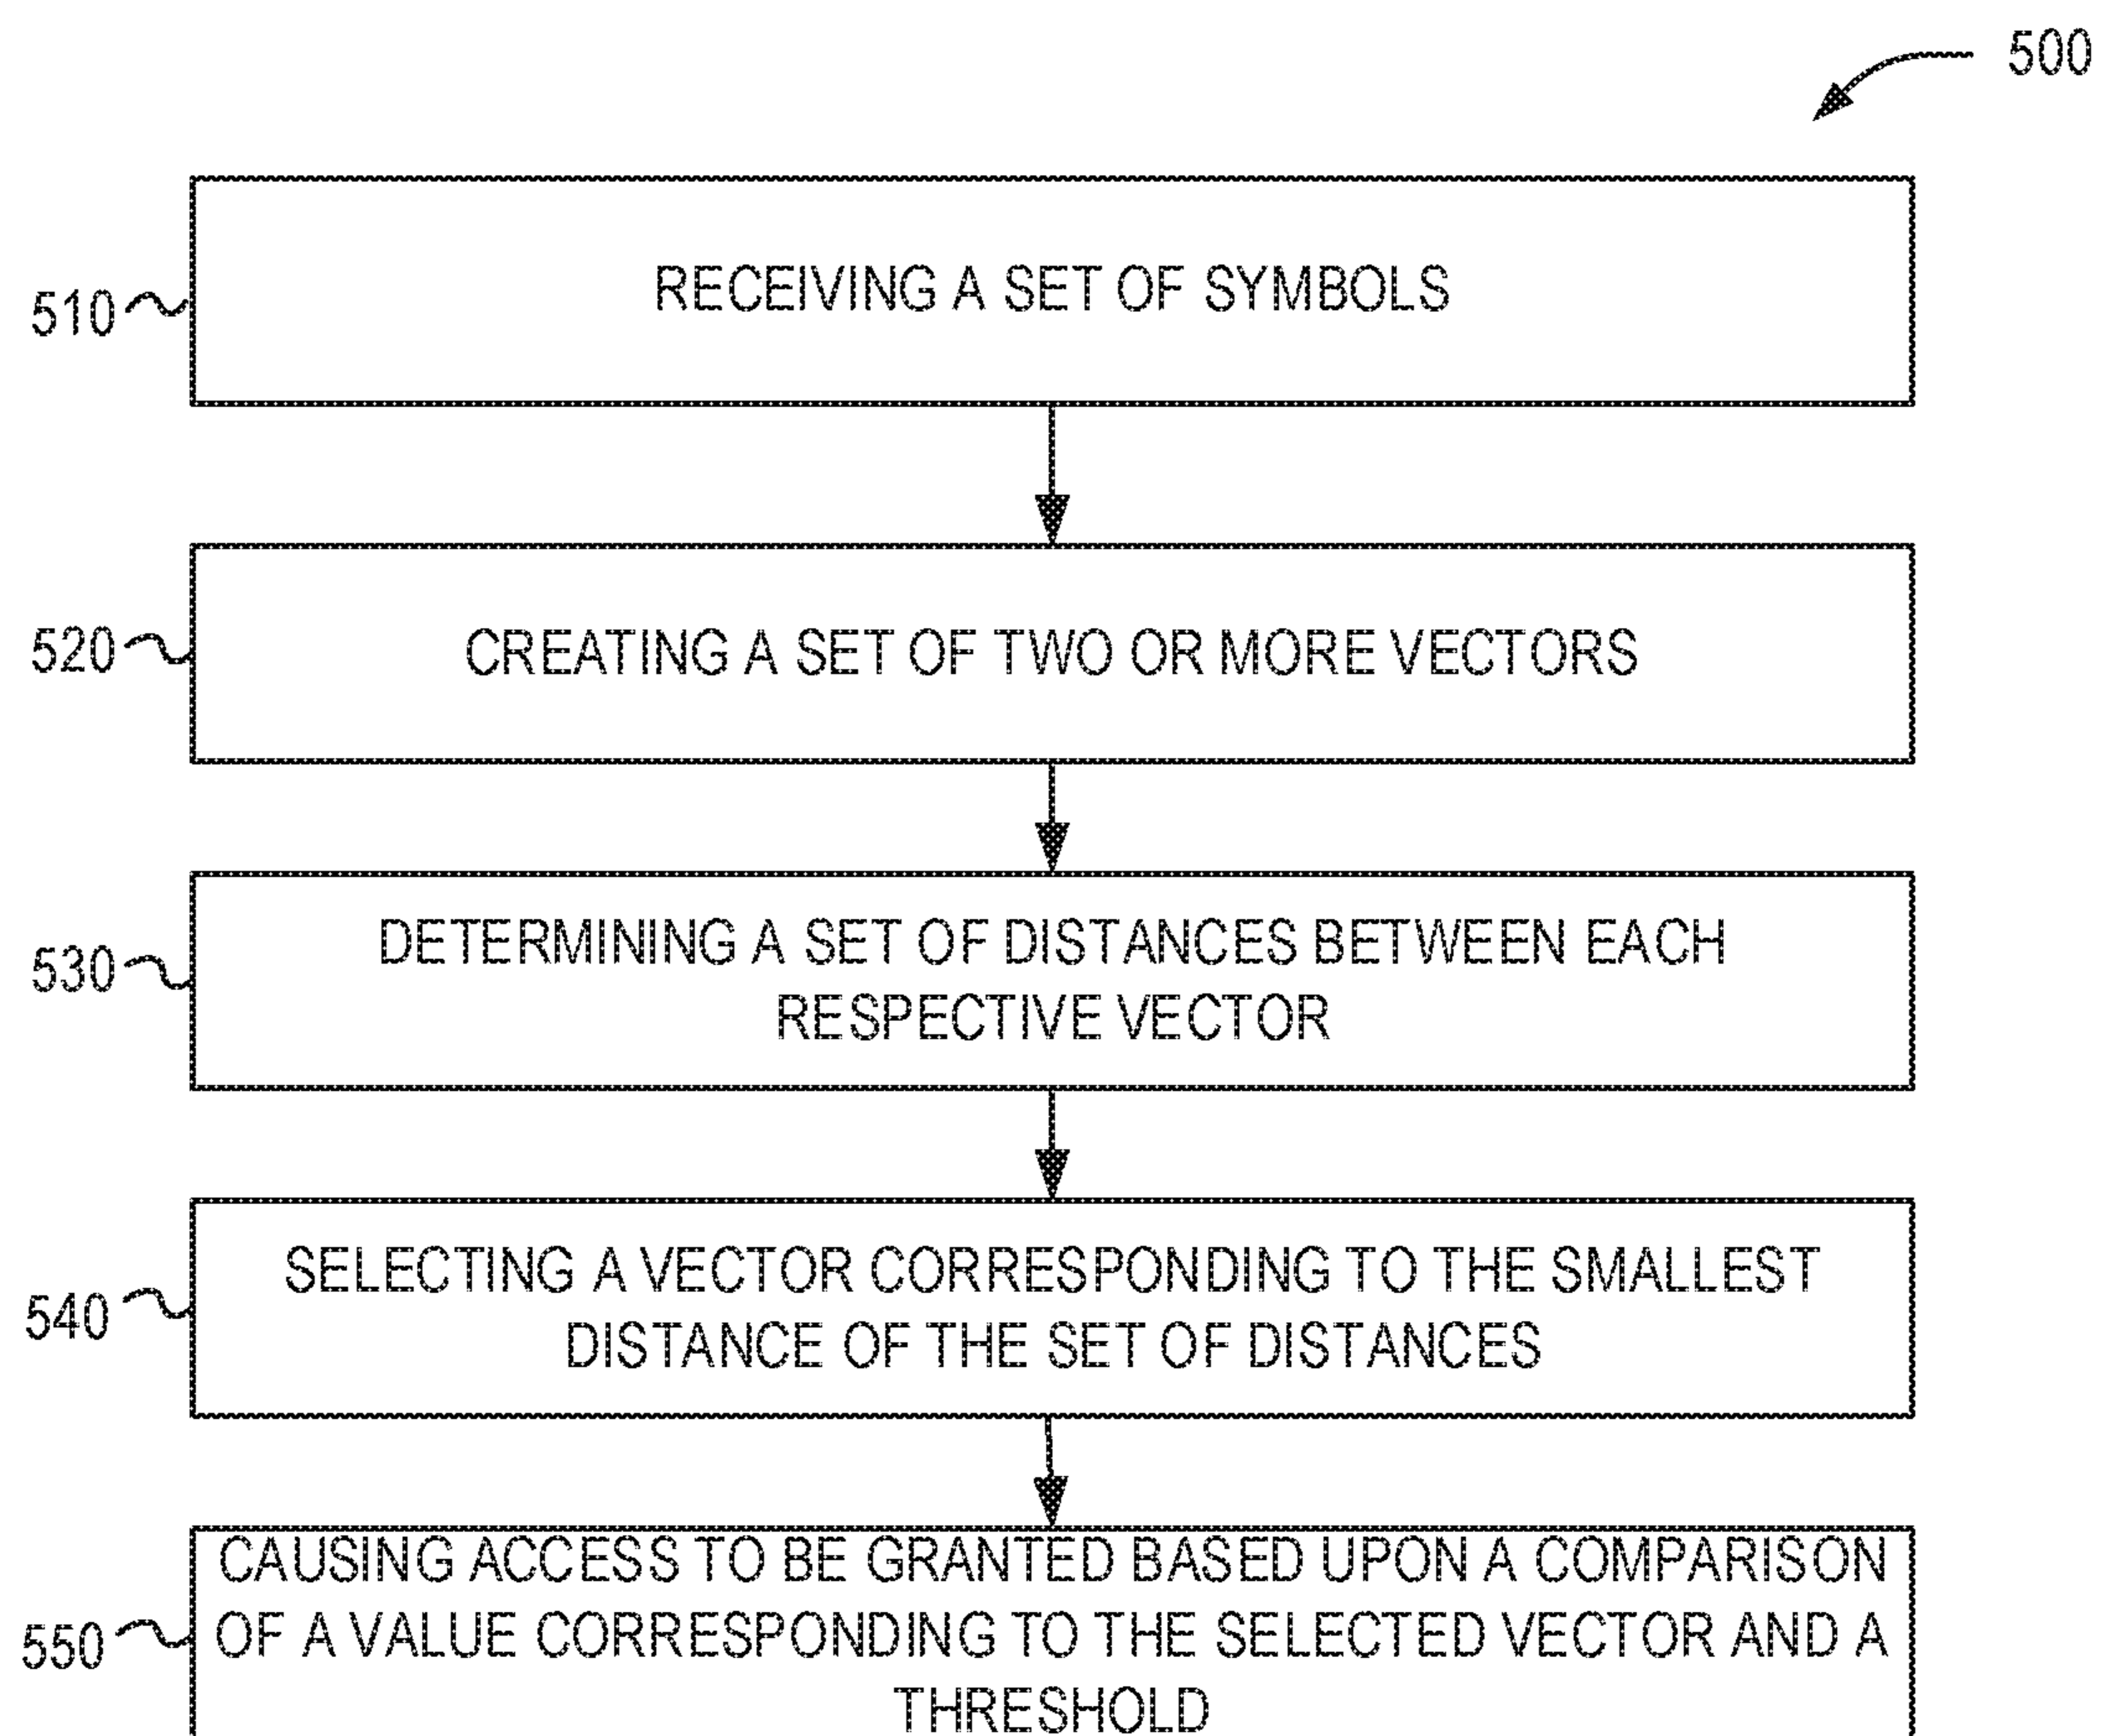 500
510
RECEIVING A SET OF SYMBOLS
520
CREATING A SET OF TWO OR MORE VECTORS
530
DETERMINING A SET OF DISTANCES BETWEEN EACH
RESPECTIVE VECTOR
540
SELECTING A VECTOR CORRESPONDING TO THE SMALLEST
DISTANCE OF THE SET OF DISTANCES
550
CAUSING ACCESS TO BE GRANTED BASED UPON A COMPARISON
OF A VALUE CORRESPONDING TO THE SELECTED VECTOR AND A
THRESHOLD